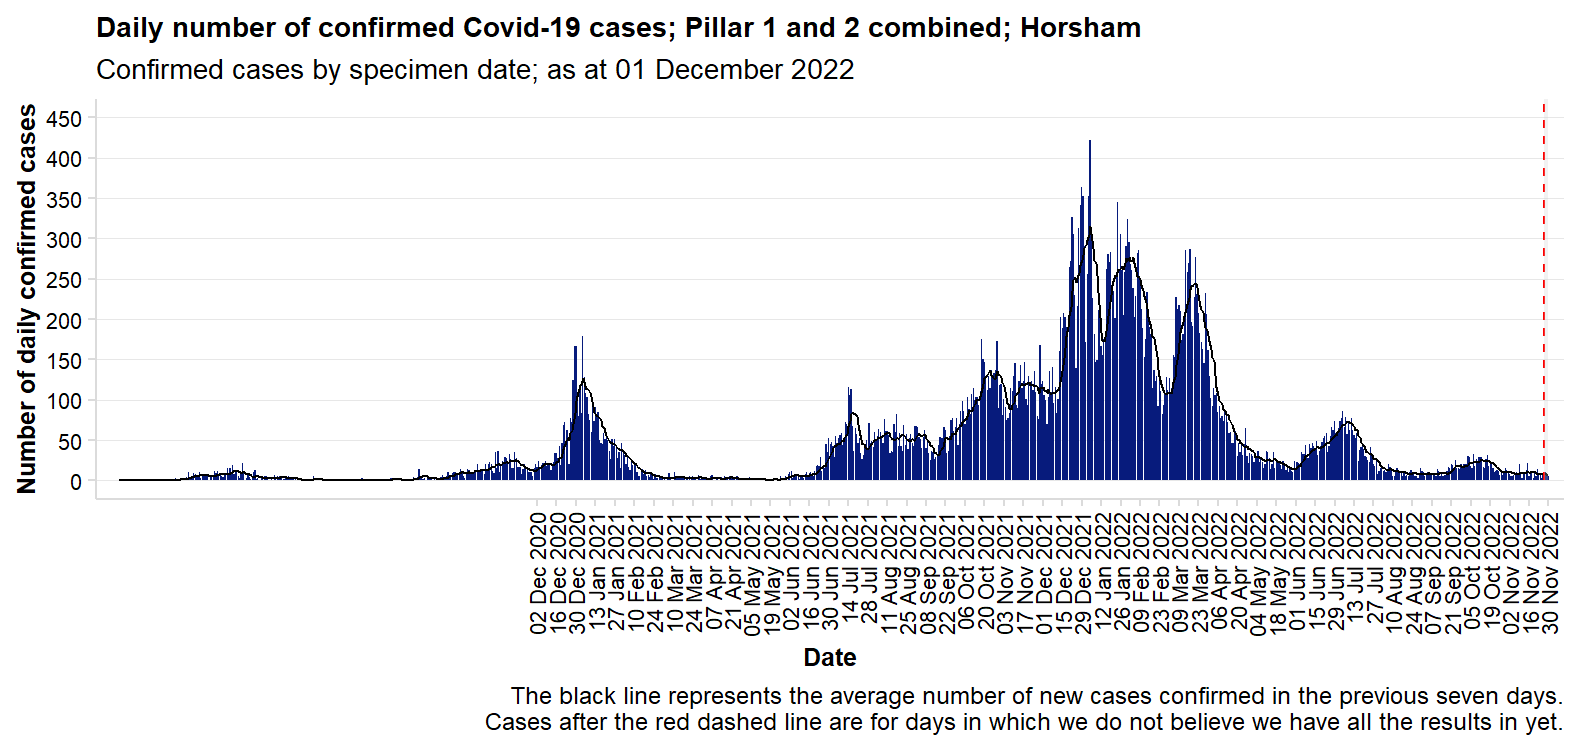 Daily number of confirmed Covid-19 cases; Pillar 1 and 2 combined; Horsham
Confirmed cases by specimen date; as at 01 December 2022
Number of daily confirmed cases
450
400
350
300
250
200
150
100
50
0
02 Dec 2020
16 Dec 2020
30 Dec 2020
13 Jan 2021
27 Jan 2021
10 Feb 2021
24 Feb 2021
10 Mar 2021
24 Mar 2021
07 Apr 2021
21 Apr 2021
05 May 2021
19 May 2021
02 Jun 2021
16 Jun 2021
30 Jun 2021
14 Jul 2021
28 Jul 2021
11 Aug 2021
25 Aug 2021
08 Sep 2021
22 Sep 2021
06 Oct 2021
20 Oct 2021
03 Nov 2021
17 Nov 2021
01 Dec 2021
15 Dec 2021
29 Dec 2021
12 Jan 2022
26 Jan 2022
09 Feb 2022
23 Feb 2022
09 Mar 2022
23 Mar 2022
06 Apr 2022
20 Apr 2022
04 May 2022
18 May 2022
01 Jun 2022
15 Jun 2022
29 Jun 2022
13 Jul 2022
27 Jul 2022
10 Aug 2022
24 Aug 2022
07 Sep 2022
21 Sep 2022
05 Oct 2022
19 Oct 2022
02 Nov 2022
16 Nov 2022
30 Nov 2022
Date
The black line represents the average number of new cases confirmed in the previous seven days.
Cases after the red dashed line are for days in which we do not believe we have all the results in yet.